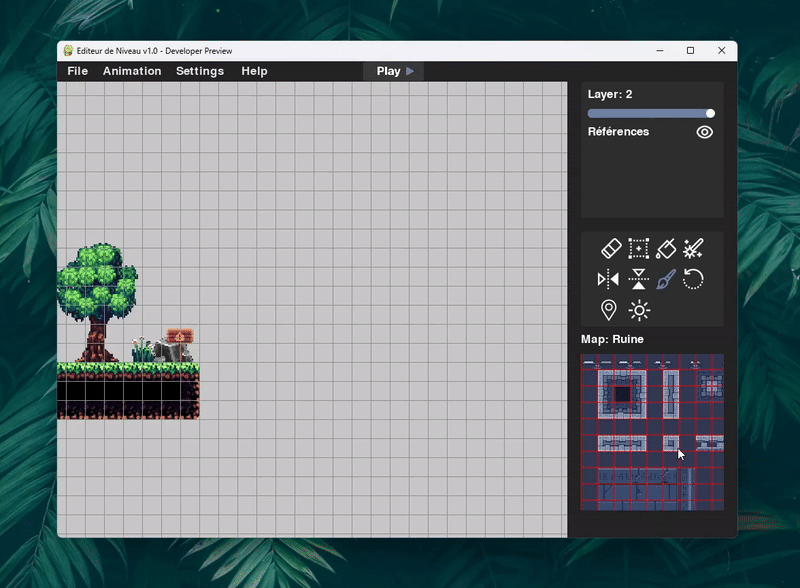 Editeur de Niveau v1.0 - Developer Preview
File Animation Settings Help Play
Layer: 2
Références
Map: Ruine